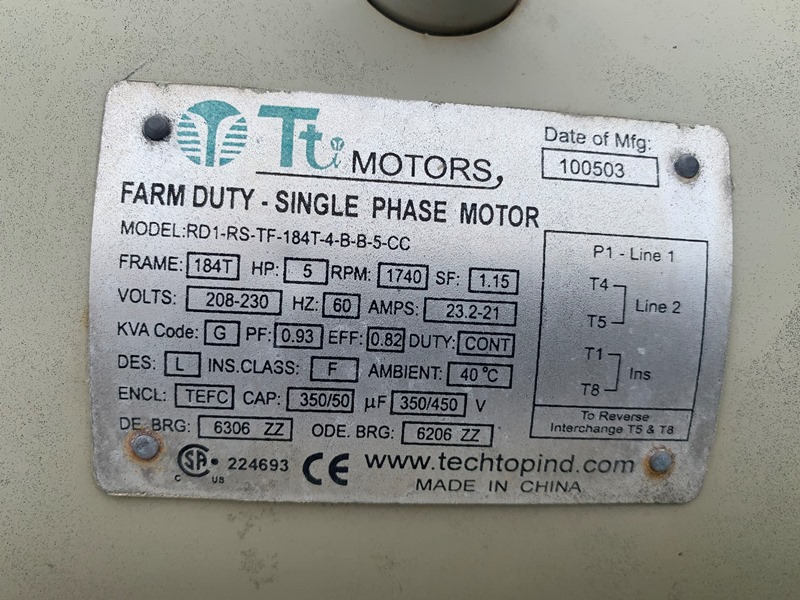 Tti MOTORS,
Date of Mfg:
100503
FARM DUTY - SINGLE PHASE MOTOR
MODEL:RD1-RS-TF-184T-4-B-B-5-CC
FRAME: 184T HP: 5 RPM: 1740 SF: 1.15
VOLTS: 208-230 HZ: 60 AMPS: 23.2-21
KVA Code: G PF: 0.93 EFF: 0.82 DUTY: CONT
DES: L INS.CLASS: F AMBIENT: 40°C
ENCL: TEFC CAP: 350/50 µF 350/450 V
DE. BRG: 6306 ZZ ODE. BRG: 6206 ZZ
P1 - Line 1
T4
Line 2
T5
T1
Ins
T8
To Reverse
Interchange T5 & T8
C SA US 224693 CE www.techtopind.com
MADE IN CHINA